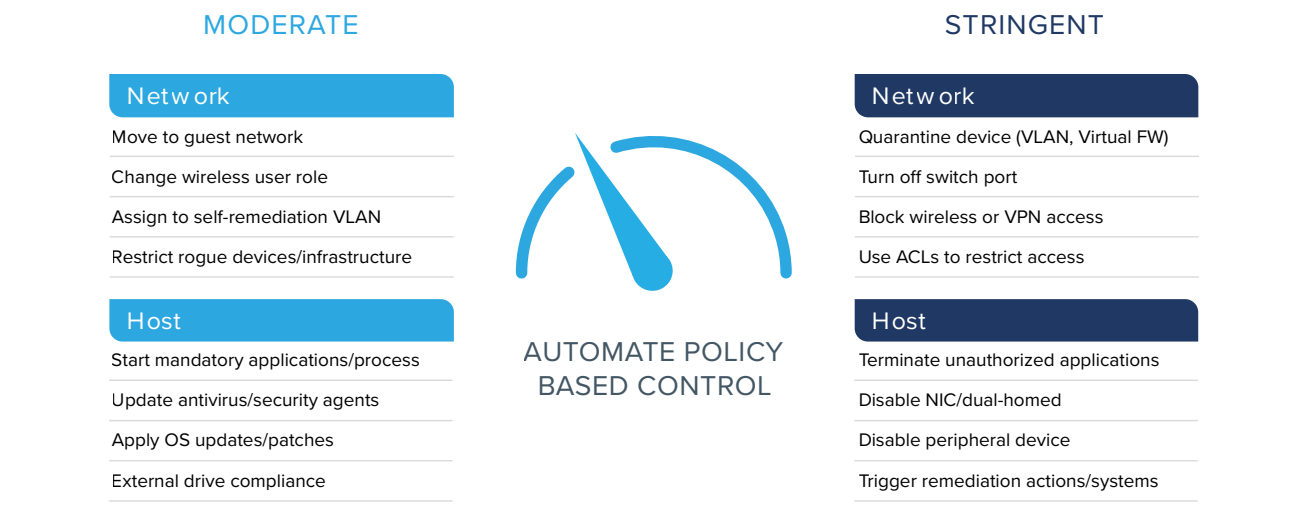 MODERATE
Network
Move to guest network
Change wireless user role
Assign to self-remediation VLAN
Restrict rogue devices/infrastructure
Host
Start mandatory applications/process
Update antivirus/security agents
Apply OS updates/patches
External drive compliance
AUTOMATE POLICY
BASED CONTROL
STRINGENT
Network
Quarantine device (VLAN, Virtual FW)
Turn off switch port
Block wireless or VPN access
Use ACLs to restrict access
Host
Terminate unauthorized applications
Disable NIC/dual-homed
Disable peripheral device
Trigger remediation actions/systems